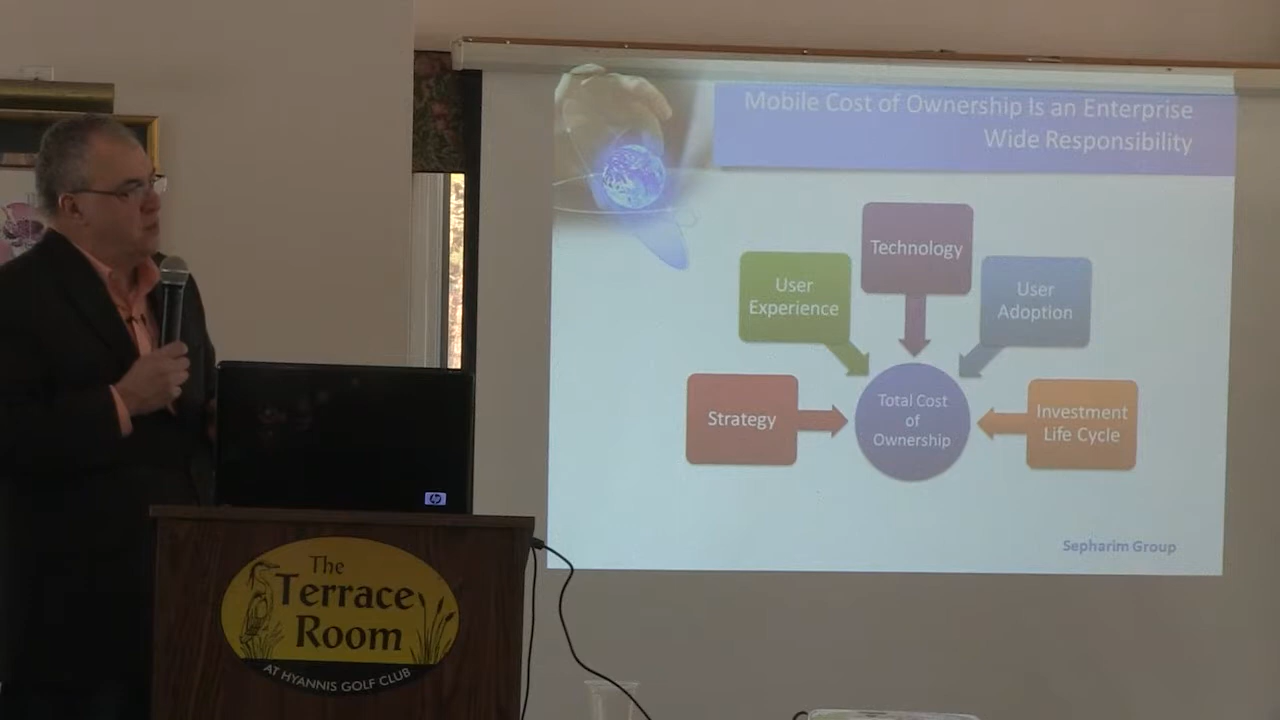 Mobile Cost of Ownership Is an Enterprise
Wide Responsibility
Technology
User
Experience
User
Adoption
Strategy
Total Cost
of
Ownership
Investment
Life Cycle
Sepharim Group
hp
The
Terrace
Room
AT HYANNIS GOLF CLUB